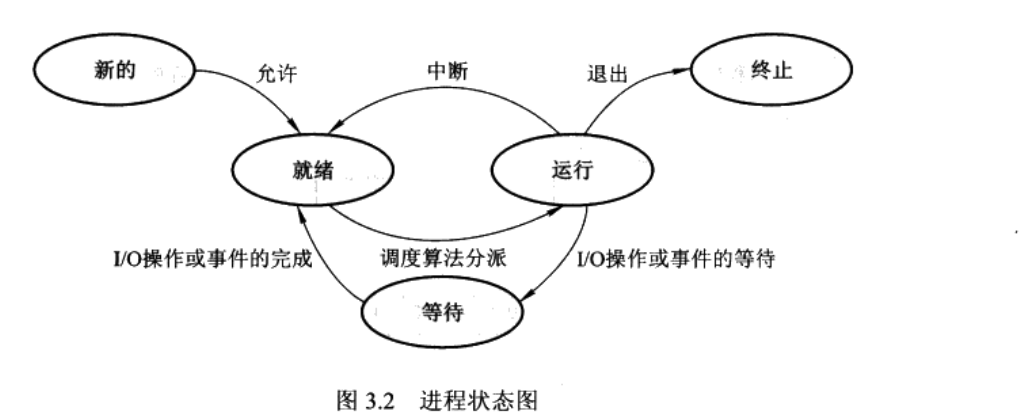 新的
终止
允许
中断
退出
就绪
运行
I/O操作或事件的完成
调度算法分派
I/O操作或事件的等待
等待
图 3.2 进程状态图